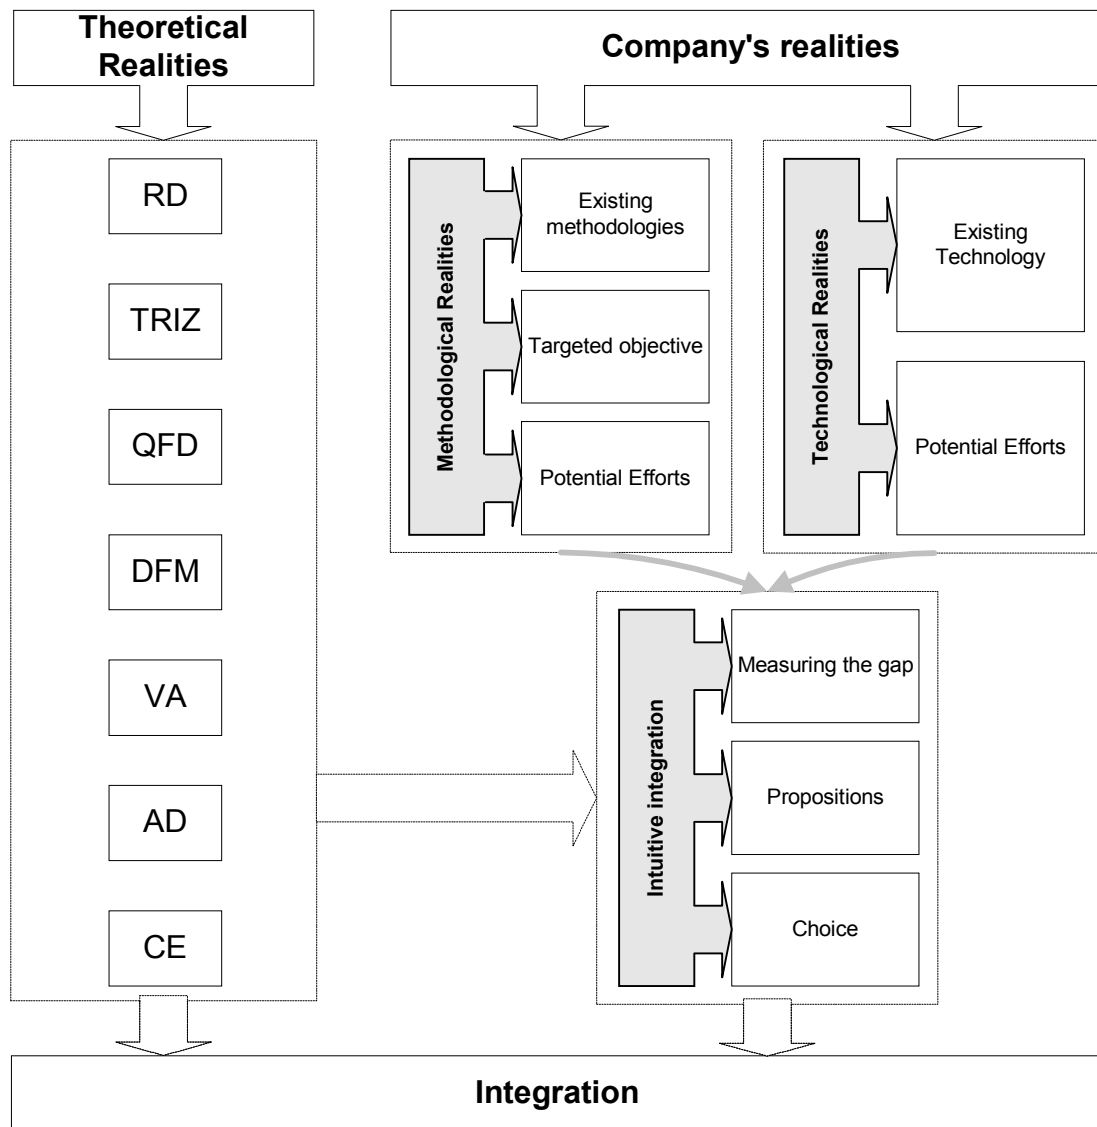 Theoretical
Realities
Company's realities
RD
TRIZ
QFD
DFM
VA
AD
CE
Methodological Realities
Existing
methodologies
Targeted objective
Potential Efforts
Technological Realities
Existing
Technology
Potential Efforts
Intuitive integration
Measuring the gap
Propositions
Choice
Integration